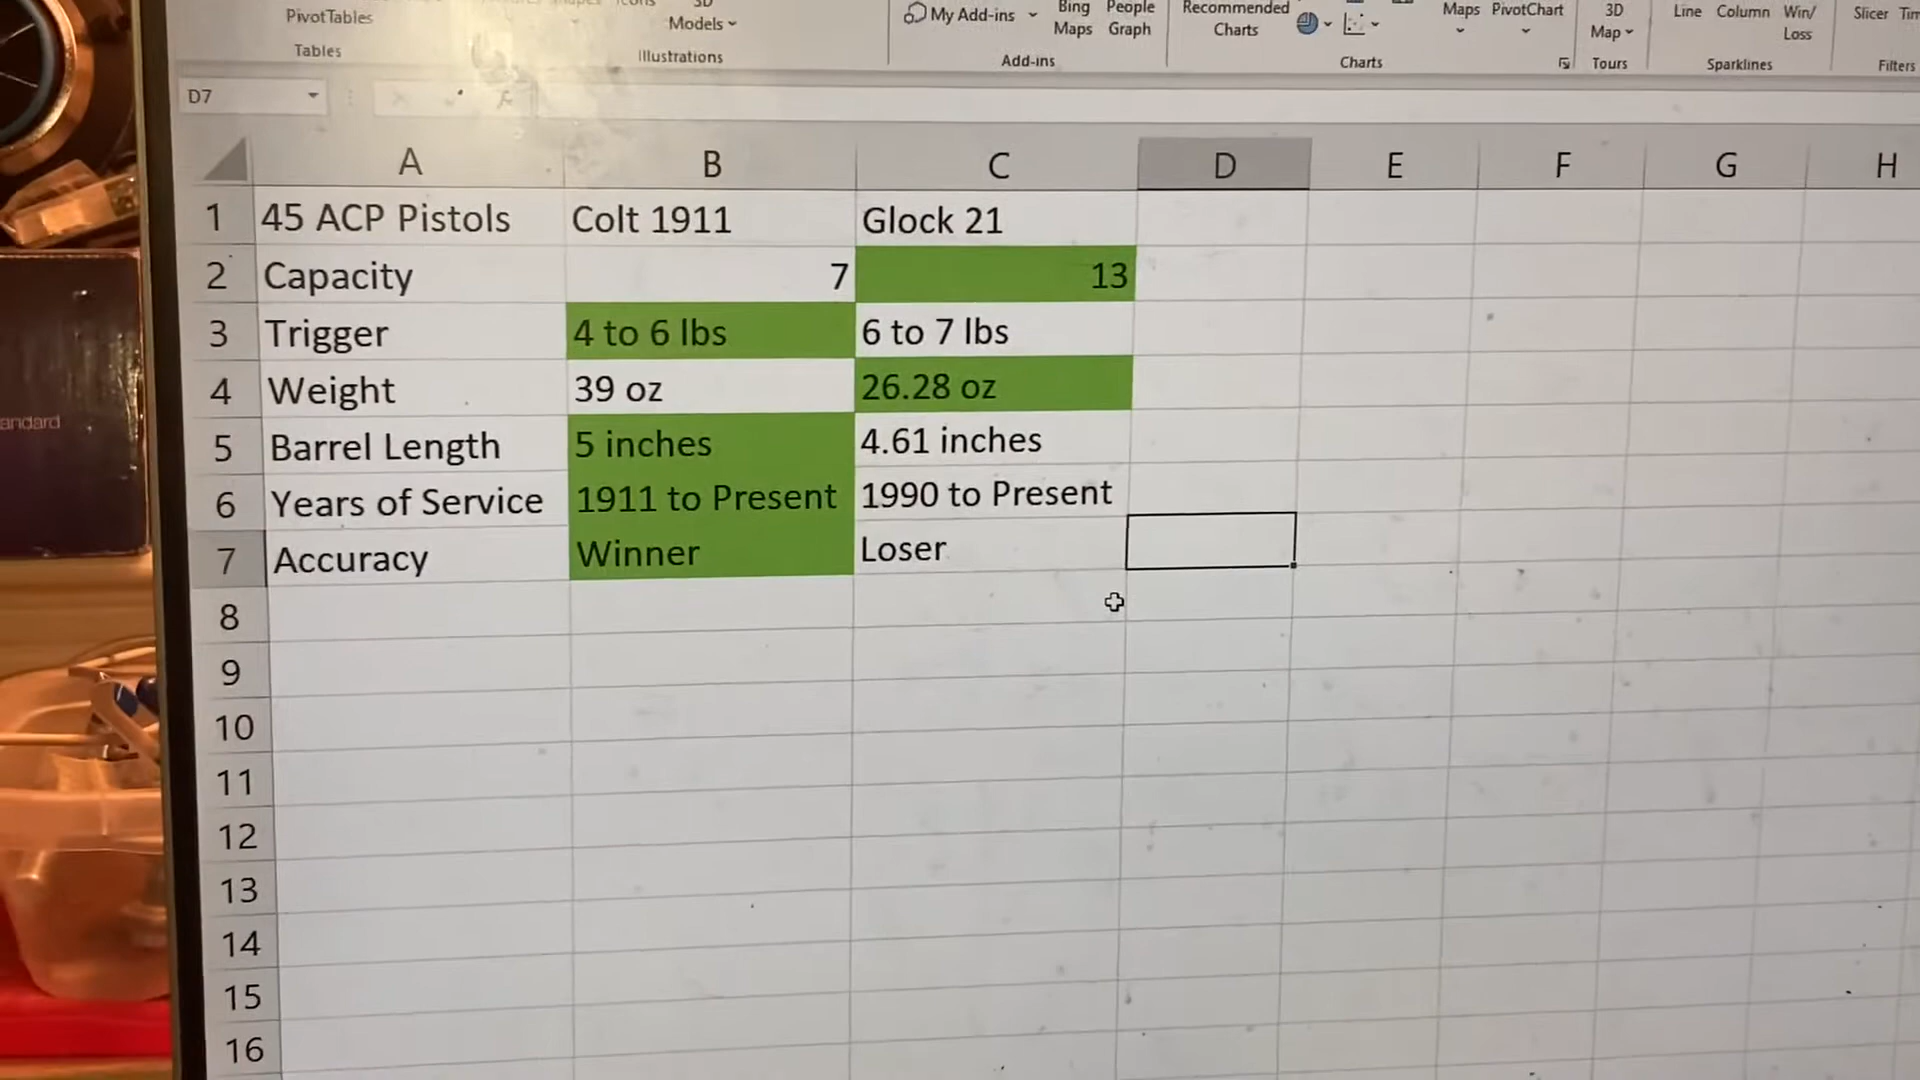 PivotTables
Tables
3D
Models
Illustrations
My Add-ins
Bing
Maps
People
Graph
Add-ins
Recommended
Charts
Maps
PivotChart
Charts
3D
Map
Tours
Line
Column
Win/
Loss
Sparklines
Slicer
Filters
D7
A B C D E F G H
1 45 ACP Pistols Colt 1911 Glock 21
2 Capacity 7 13
3 Trigger 4 to 6 lbs 6 to 7 lbs
4 Weight 39 oz 26.28 oz
5 Barrel Length 5 inches 4.61 inches
6 Years of Service 1911 to Present 1990 to Present
7 Accuracy Winner Loser
8
9
10
11
12
13
14
15
16
andard